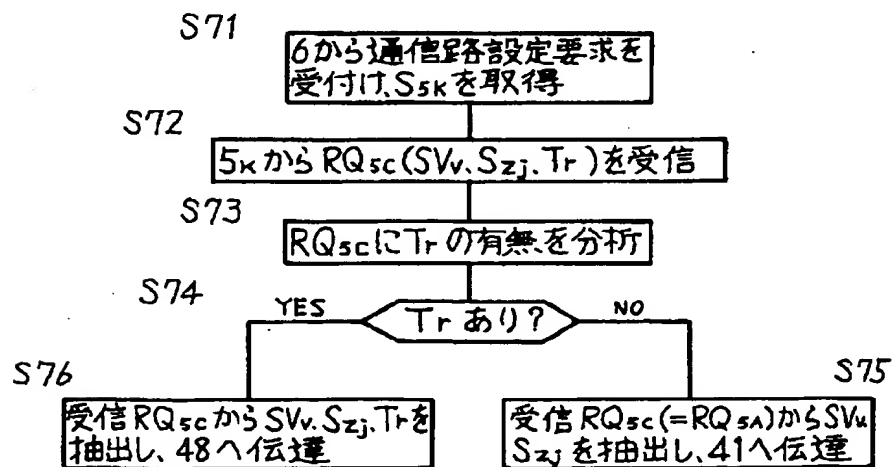 S71
6から通信路設定要求を
受付け、S5Kを取得
S72
5KからRQ5C(SVv、Szj、Tr)を受信
S73
RQ5CにTrの有無を分析
S74
YES
Trあり?
NO
S76
S75
受信RQ5CからSVv、Szj、Trを
抽出し、48へ伝達
受信RQ5C(=RQ5A)からSVv
Szjを抽出し、41へ伝達